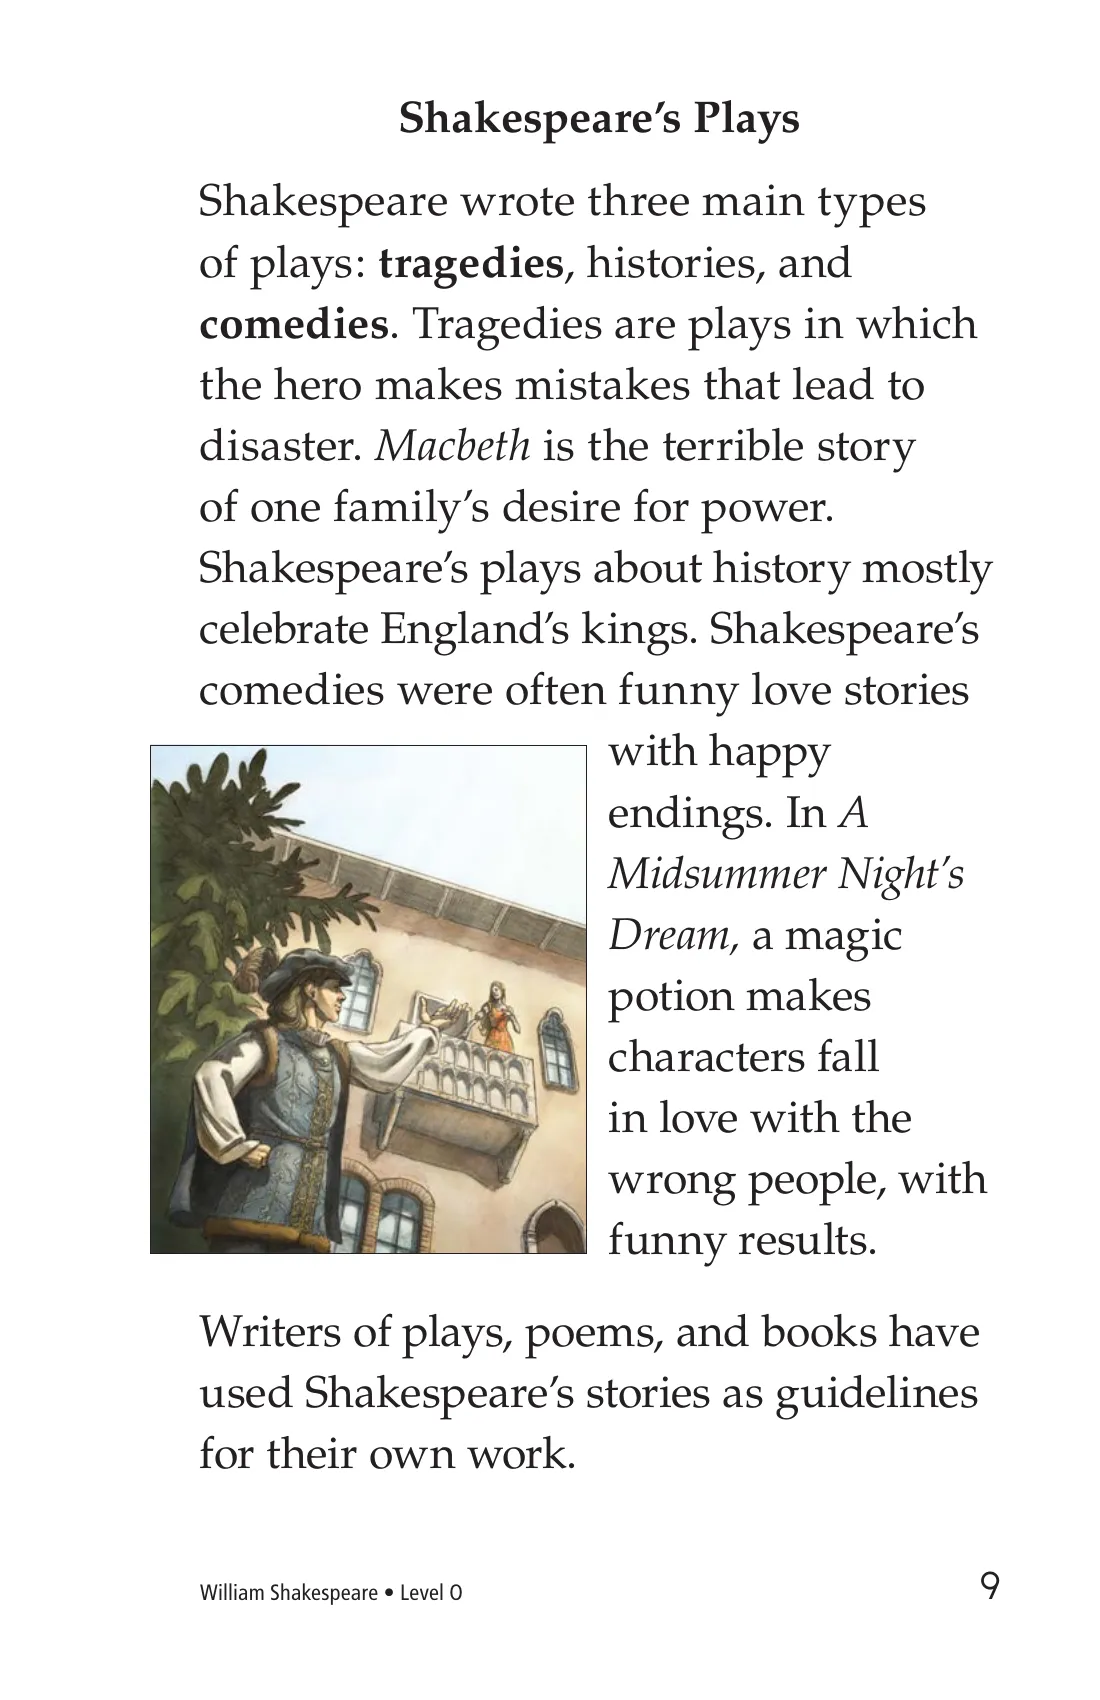 Shakespeare’s Plays
Shakespeare wrote three main types
of plays: tragedies, histories, and
comedies. Tragedies are plays in which
the hero makes mistakes that lead to
disaster. Macbeth is the terrible story
of one family’s desire for power.
Shakespeare’s plays about history mostly
celebrate England’s kings. Shakespeare’s
comedies were often funny love stories
with happy
endings. In A
Midsummer Night’s
Dream, a magic
potion makes
characters fall
in love with the
wrong people, with
funny results.
Writers of plays, poems, and books have
used Shakespeare’s stories as guidelines
for their own work.
William Shakespeare • Level O
9